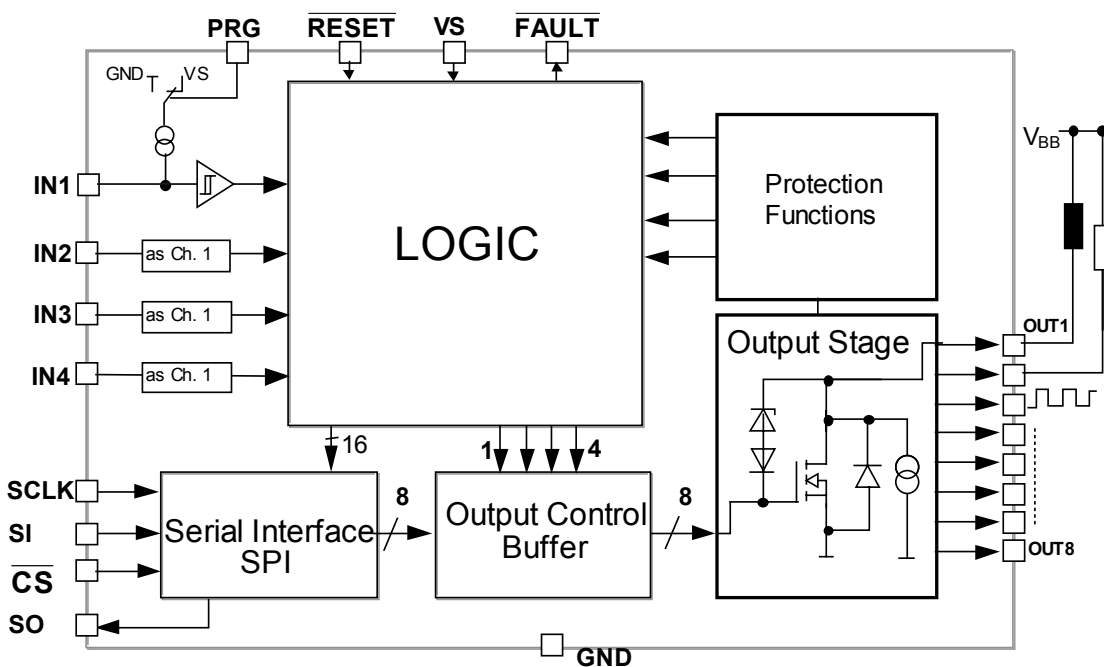 PRG
RESET
VS
FAULT
GND
VS
IN1
IN2
as Ch. 1
IN3
as Ch. 1
IN4
as Ch. 1
LOGIC
Protection
Functions
VBB
OUT1
Output Stage
16
1
4
SCLK
SI
CS
SO
Serial Interface
SPI
8
Output Control
Buffer
8
OUT8
GND